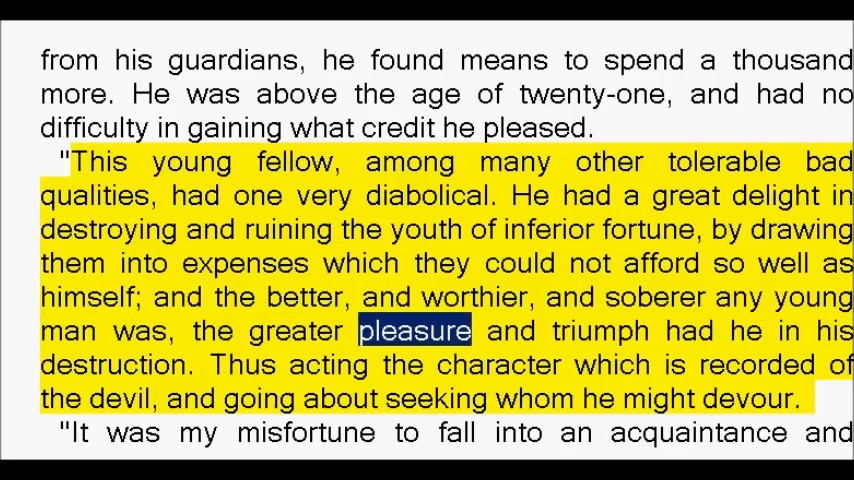 from his guardians, he found means to spend a thousand
more. He was above the age of twenty-one, and had no
difficulty in gaining what credit he pleased.
"This young fellow, among many other tolerable bad
qualities, had one very diabolical. He had a great delight in
destroying and ruining the youth of inferior fortune, by drawing
them into expenses which they could not afford so well as
himself; and the better, and worthier, and soberer any young
man was, the greater pleasure and triumph had he in his
destruction. Thus acting the character which is recorded of
the devil, and going about seeking whom he might devour.
"It was my misfortune to fall into an acquaintance and